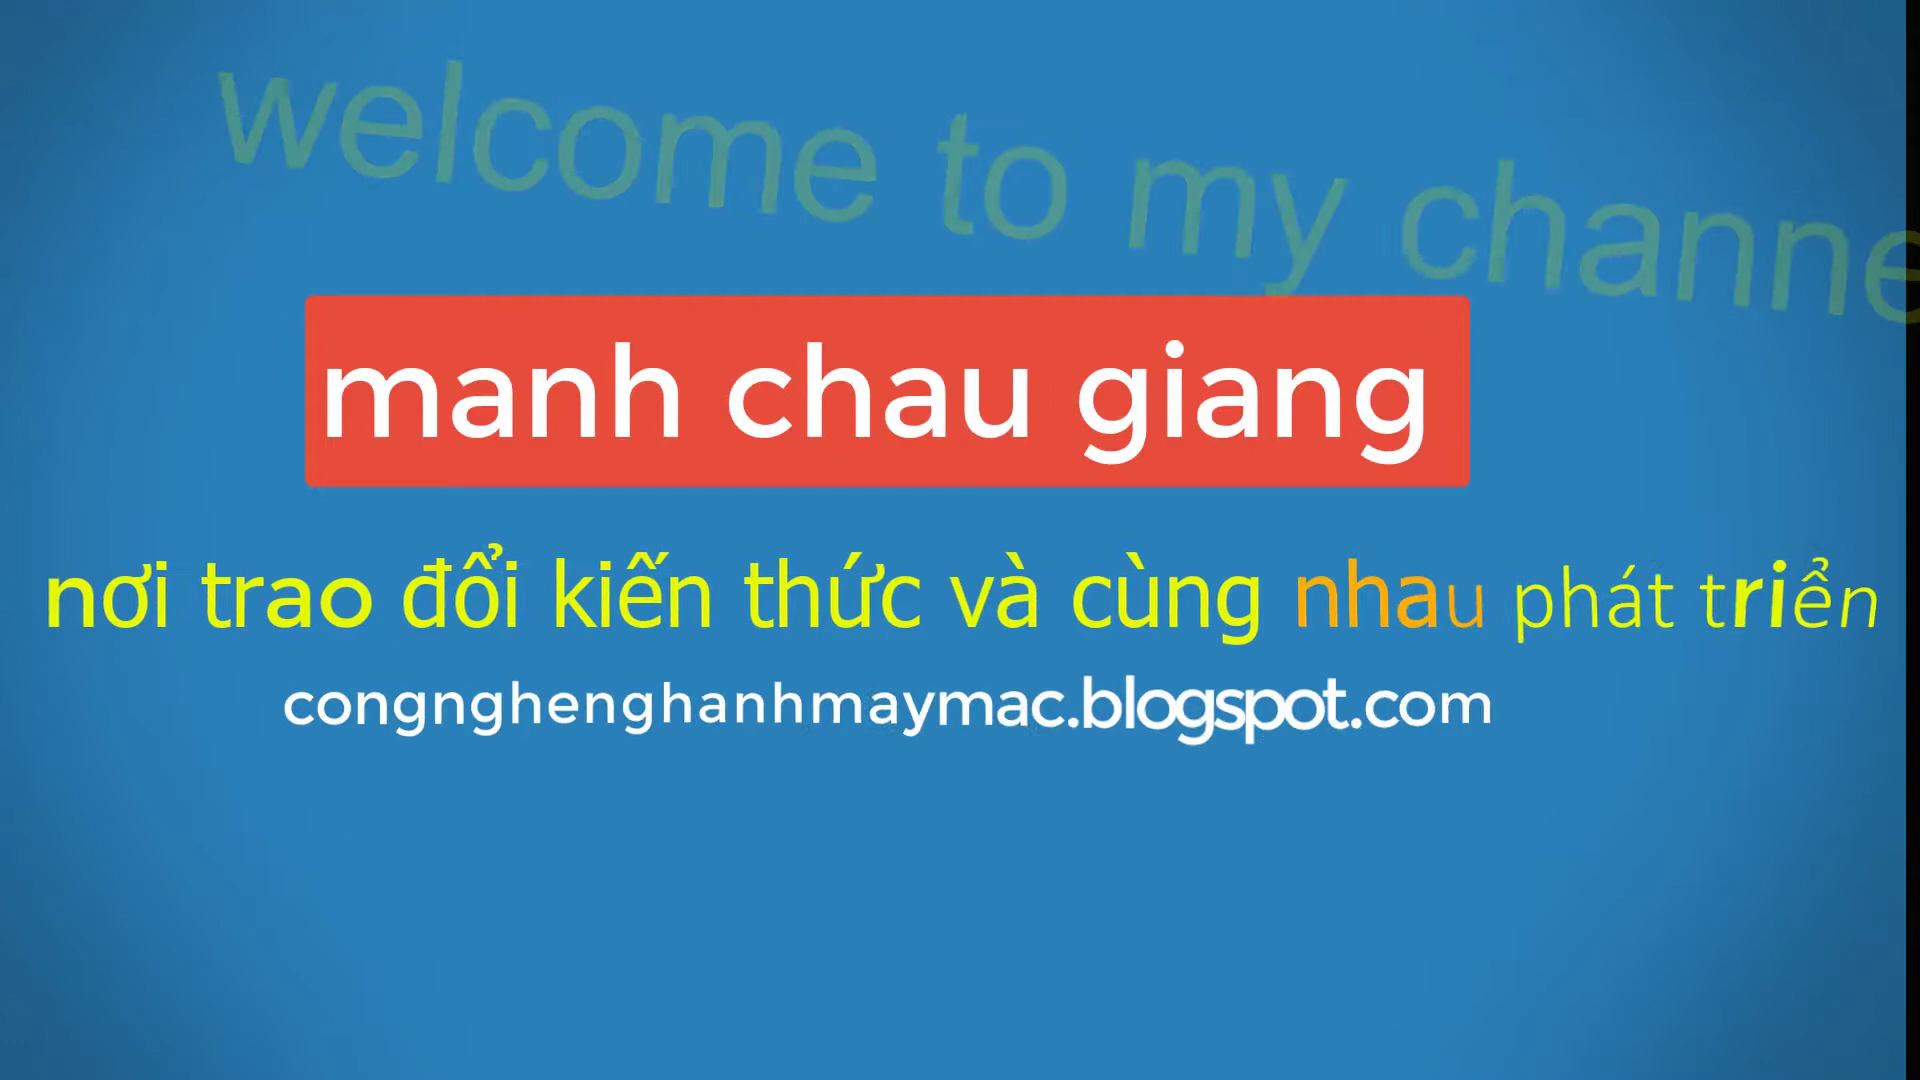 welcome to my channe
manh chau giang
nơi trao đổi kiến thức và cùng nhau phát triển
congnghenghanhmaymac.blogspot.com